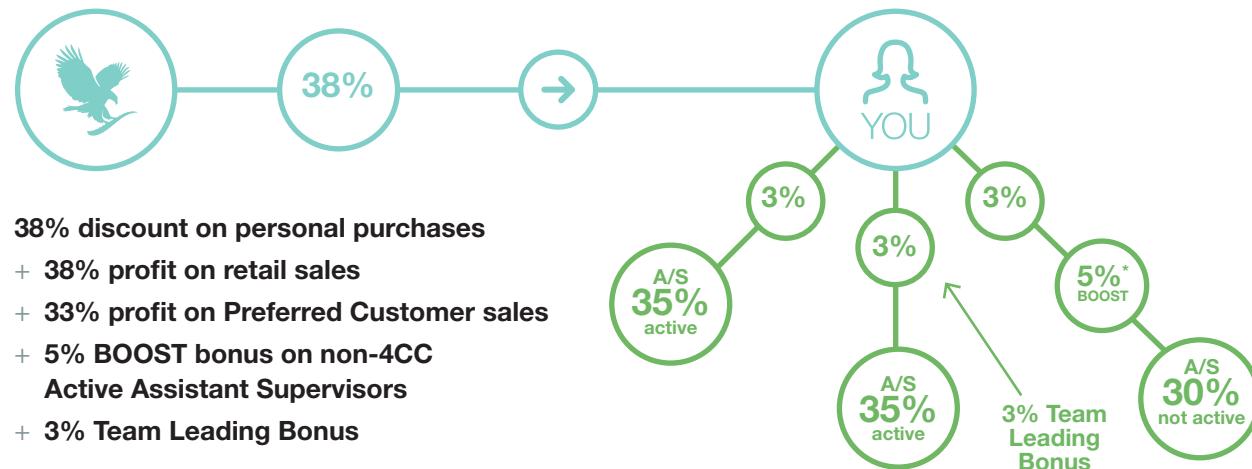 38%
YOU
3%
3%
3%
38% discount on personal purchases
+ 38% profit on retail sales
+ 33% profit on Preferred Customer sales
+ 5% BOOST bonus on non-4CC
Active Assistant Supervisors
+ 3% Team Leading Bonus
A/S
35%
active
5%*
BOOST
A/S
35%
active
A/S
30%
not active
3% Team
Leading
Bonus